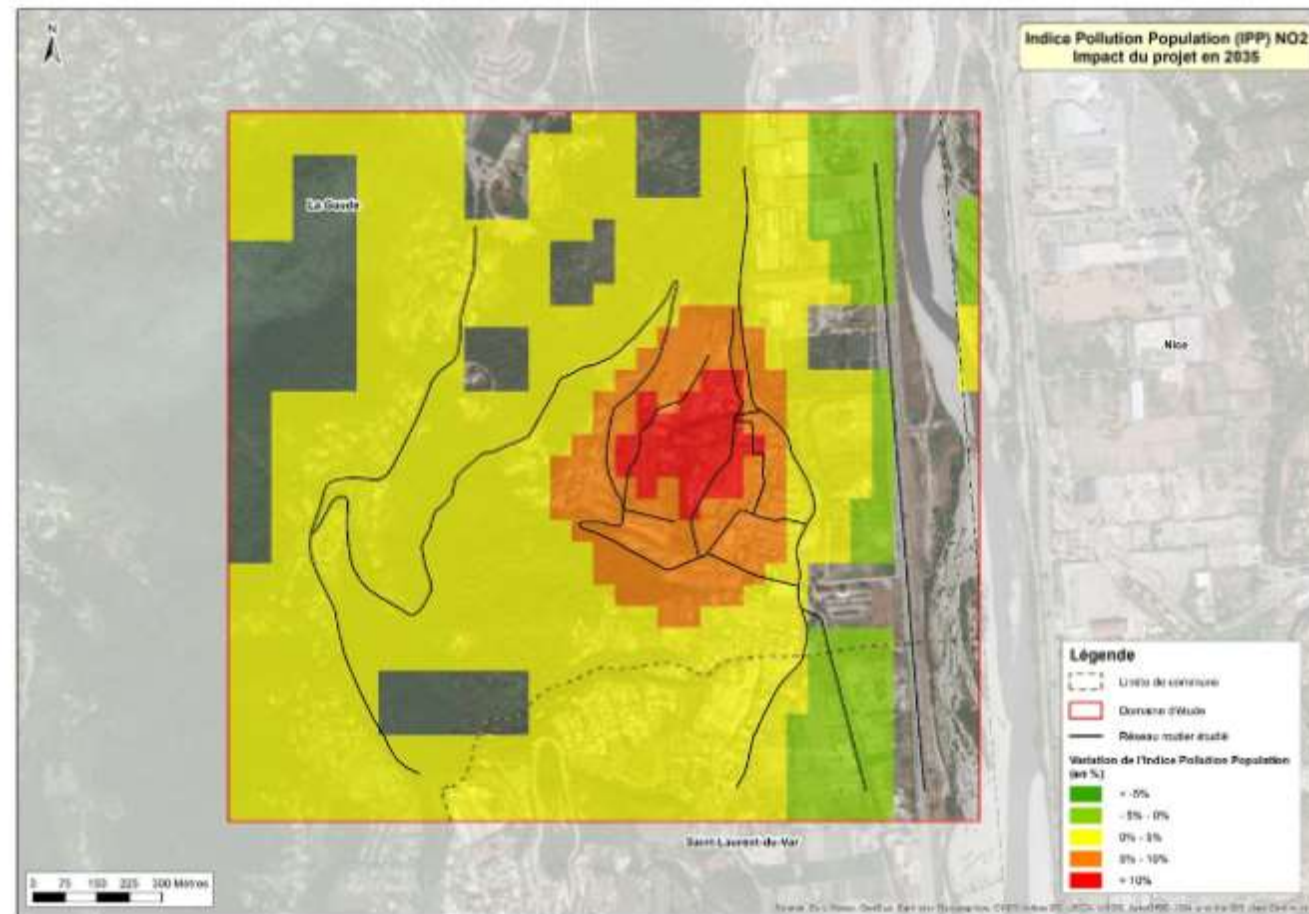 N
Indice Pollution Population (IPP) NO2
Impact du projet en 2035
La Gaude
Nice
Saint-Laurent-du-Var
Légende
Limite de commune
Domaine d'étude
Réseau routier étudié
Variation de l'Indice Pollution Population
(en %)
< -5%
- 5% - 0%
0% - 5%
5% - 10%
> 10%
0 75 150 225 300 Mètres